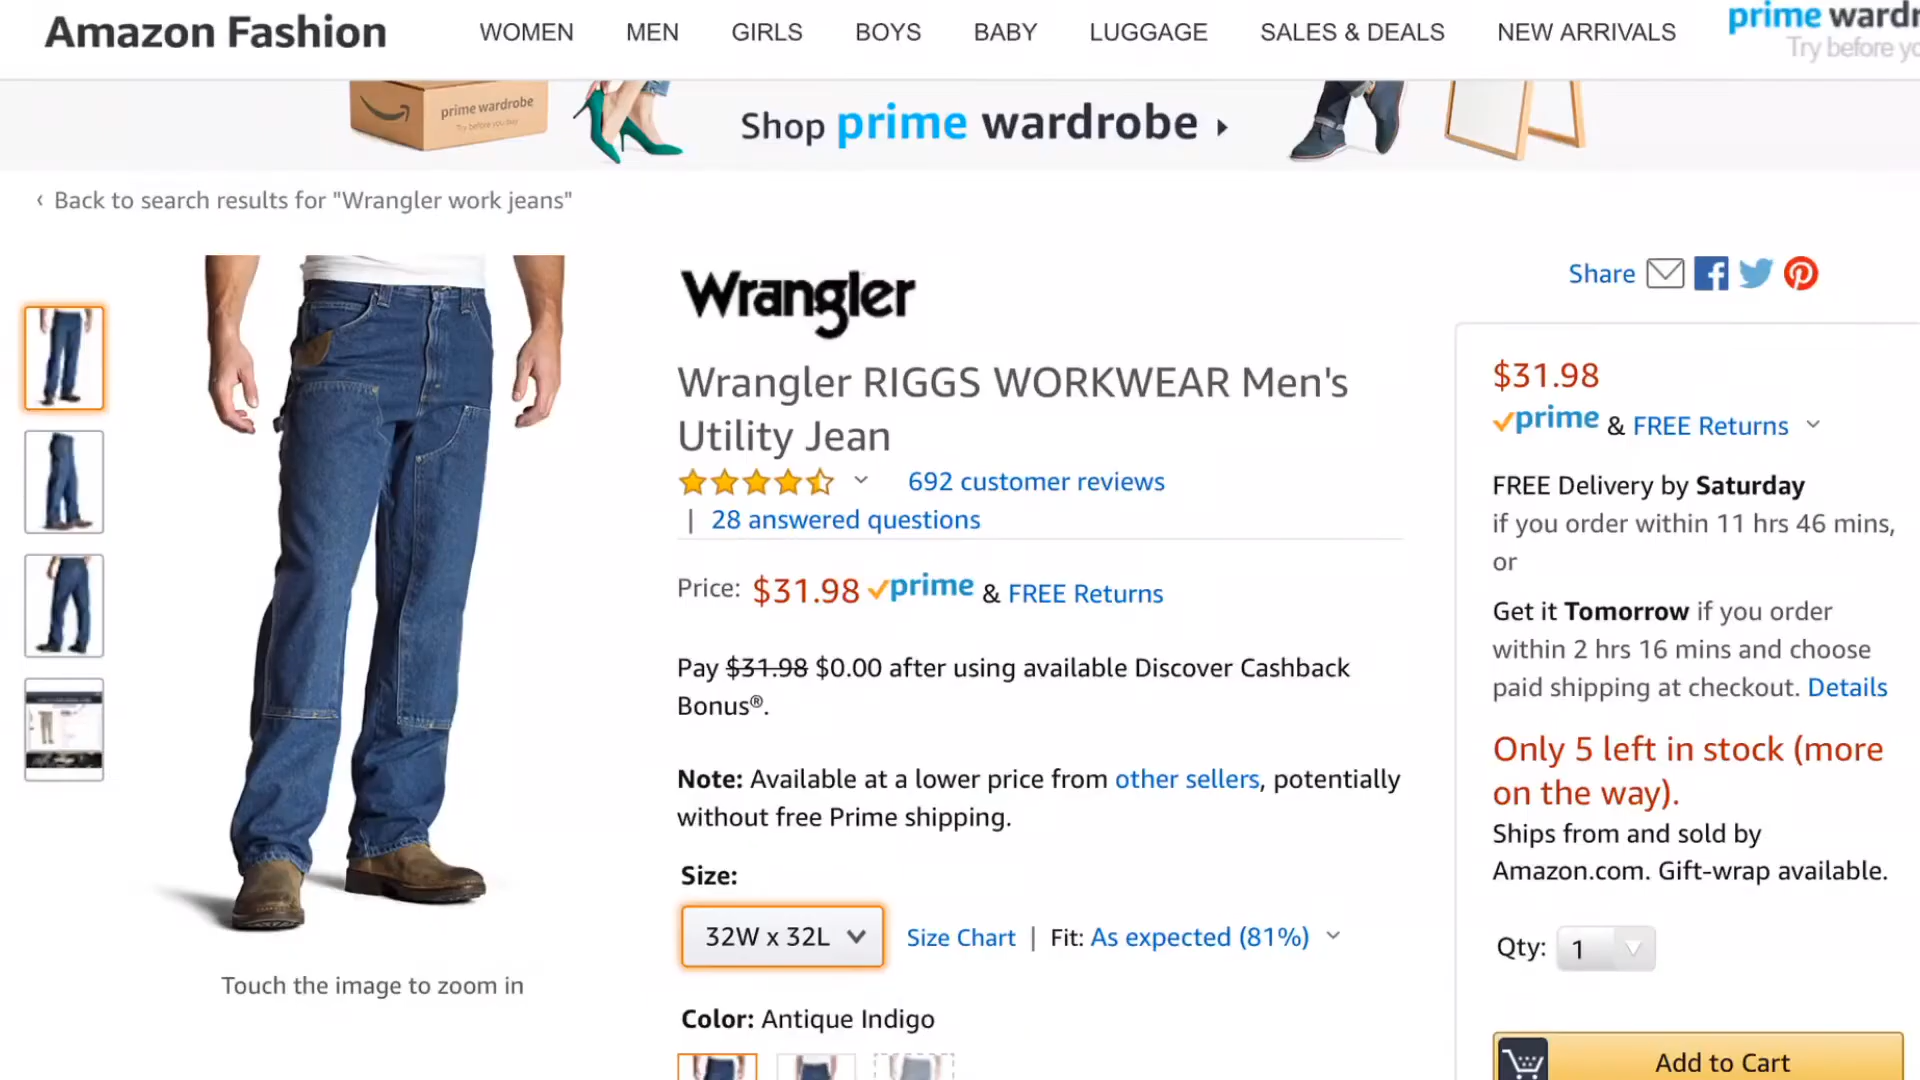 Amazon Fashion WOMEN MEN GIRLS BOYS BABY LUGGAGE SALES & DEALS NEW ARRIVALS prime
Try before
prime wardrobe
Try before you buy
Shop prime wardrobe ▸
‹ Back to search results for "Wrangler work jeans"
Wrangler
Wrangler RIGGS WORKWEAR Men's
Utility Jean
692 customer reviews
| 28 answered questions
Price: $31.98 prime & FREE Returns
Pay $31.98 $0.00 after using available Discover Cashback
Bonus®.
Note: Available at a lower price from other sellers, potentially
without free Prime shipping.
Size:
32W x 32L Size Chart | Fit: As expected (81%)
Color: Antique Indigo
Touch the image to zoom in
Share
$31.98
prime & FREE Returns
FREE Delivery by Saturday
if you order within 11 hrs 46 mins,
or
Get it Tomorrow if you order
within 2 hrs 16 mins and choose
paid shipping at checkout. Details
Only 5 left in stock (more
on the way).
Ships from and sold by
Amazon.com. Gift-wrap available.
Qty: 1
Add to Cart